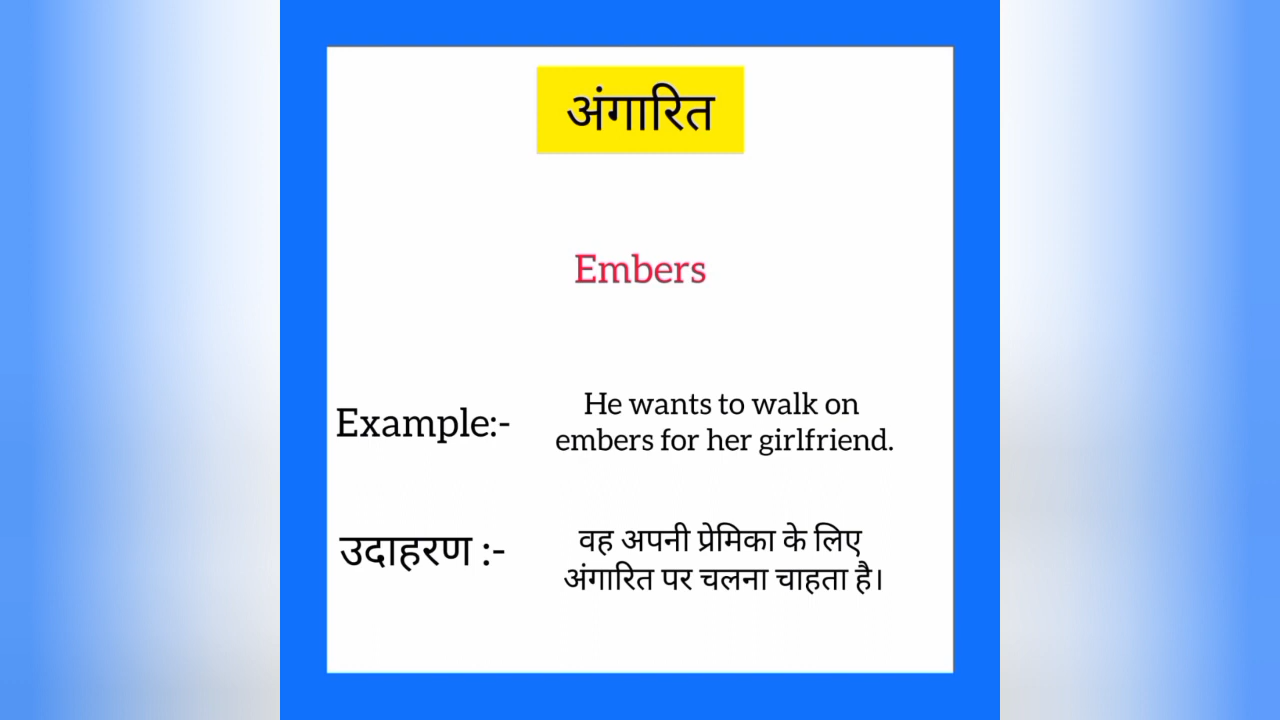 अंगारित
Embers
Example:-
He wants to walk on
embers for her girlfriend.
उदाहरण :-
वह अपनी प्रेमिका के लिए
अंगारित पर चलना चाहता है।